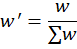 w' = w / ∑w